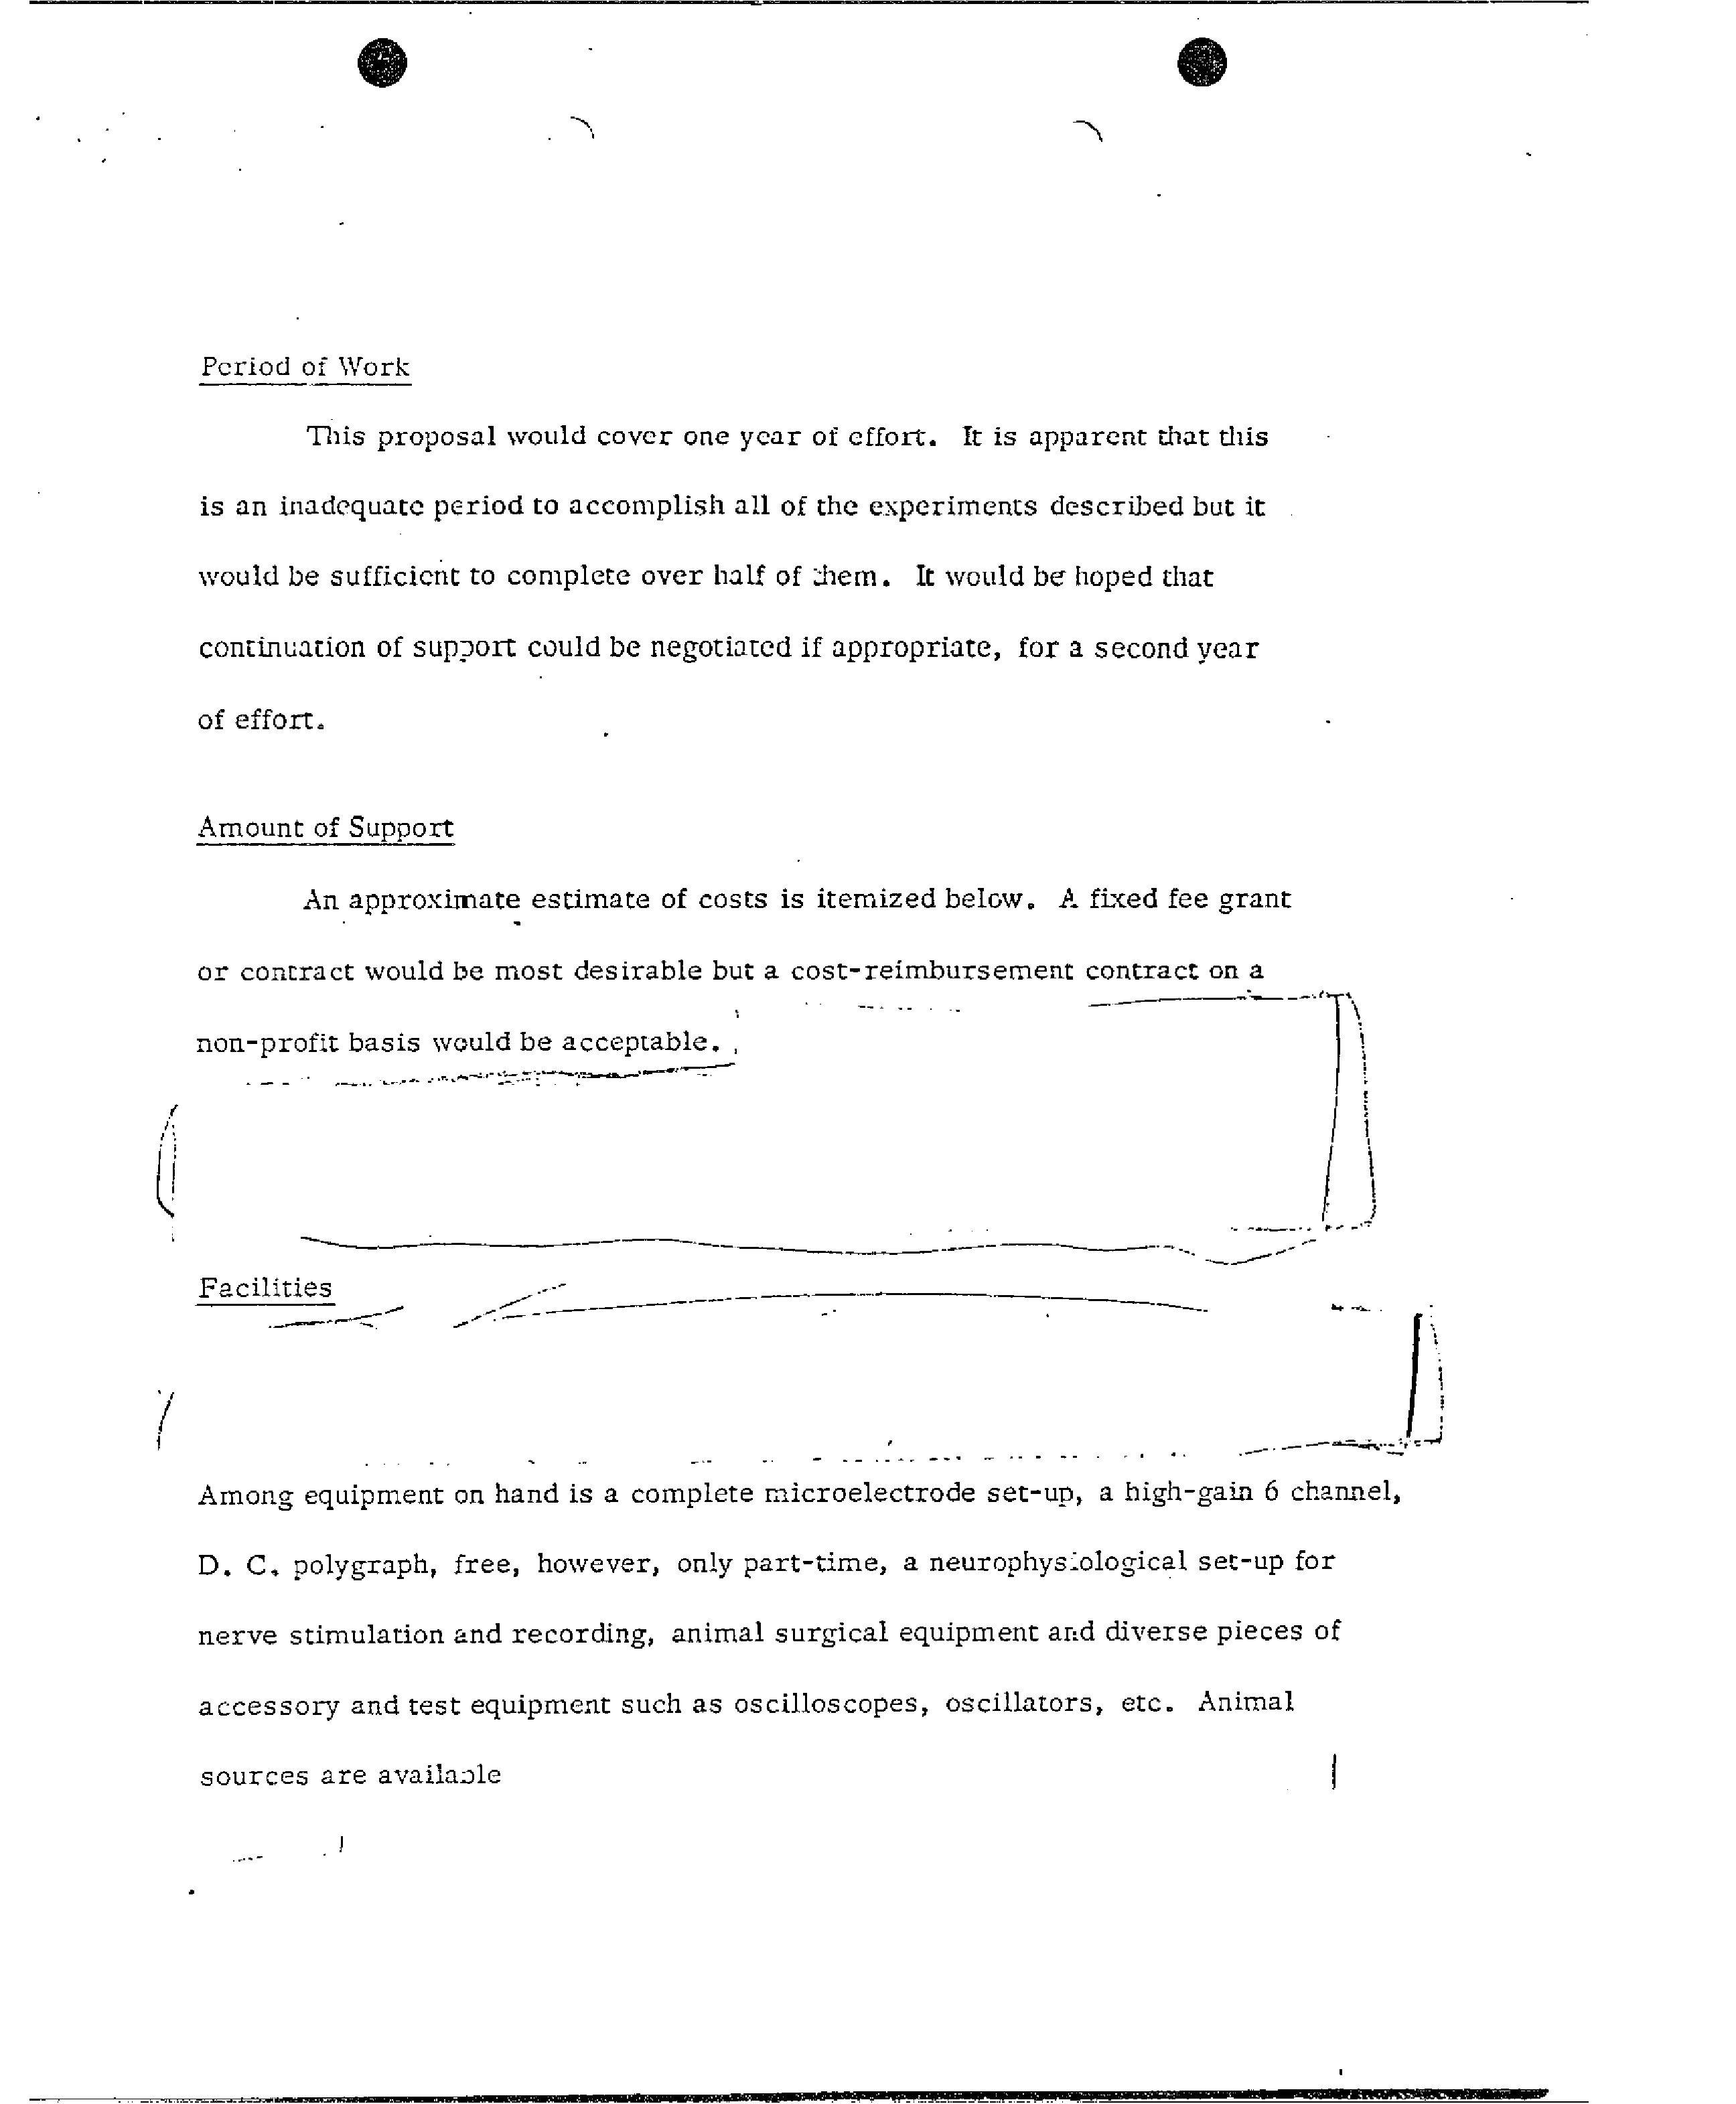 Period of Work
This proposal would cover one year of effort. It is apparent that this
is an inadequate period to accomplish all of the experiments described but it
would be sufficient to complete over half of them. It would be hoped that
continuation of support could be negotiated if appropriate, for a second year
of effort.
Amount of Support
An approximate estimate of costs is itemized below. A fixed fee grant
or contract would be most desirable but a cost-reimbursement contract on a
non-profit basis would be acceptable.
Facilities
Among equipment on hand is a complete microelectrode set-up, a high-gain 6 channel,
D. C. polygraph, free, however, only part-time, a neurophysiological set-up for
nerve stimulation and recording, animal surgical equipment and diverse pieces of
accessory and test equipment such as oscilloscopes, oscillators, etc. Animal
sources are available